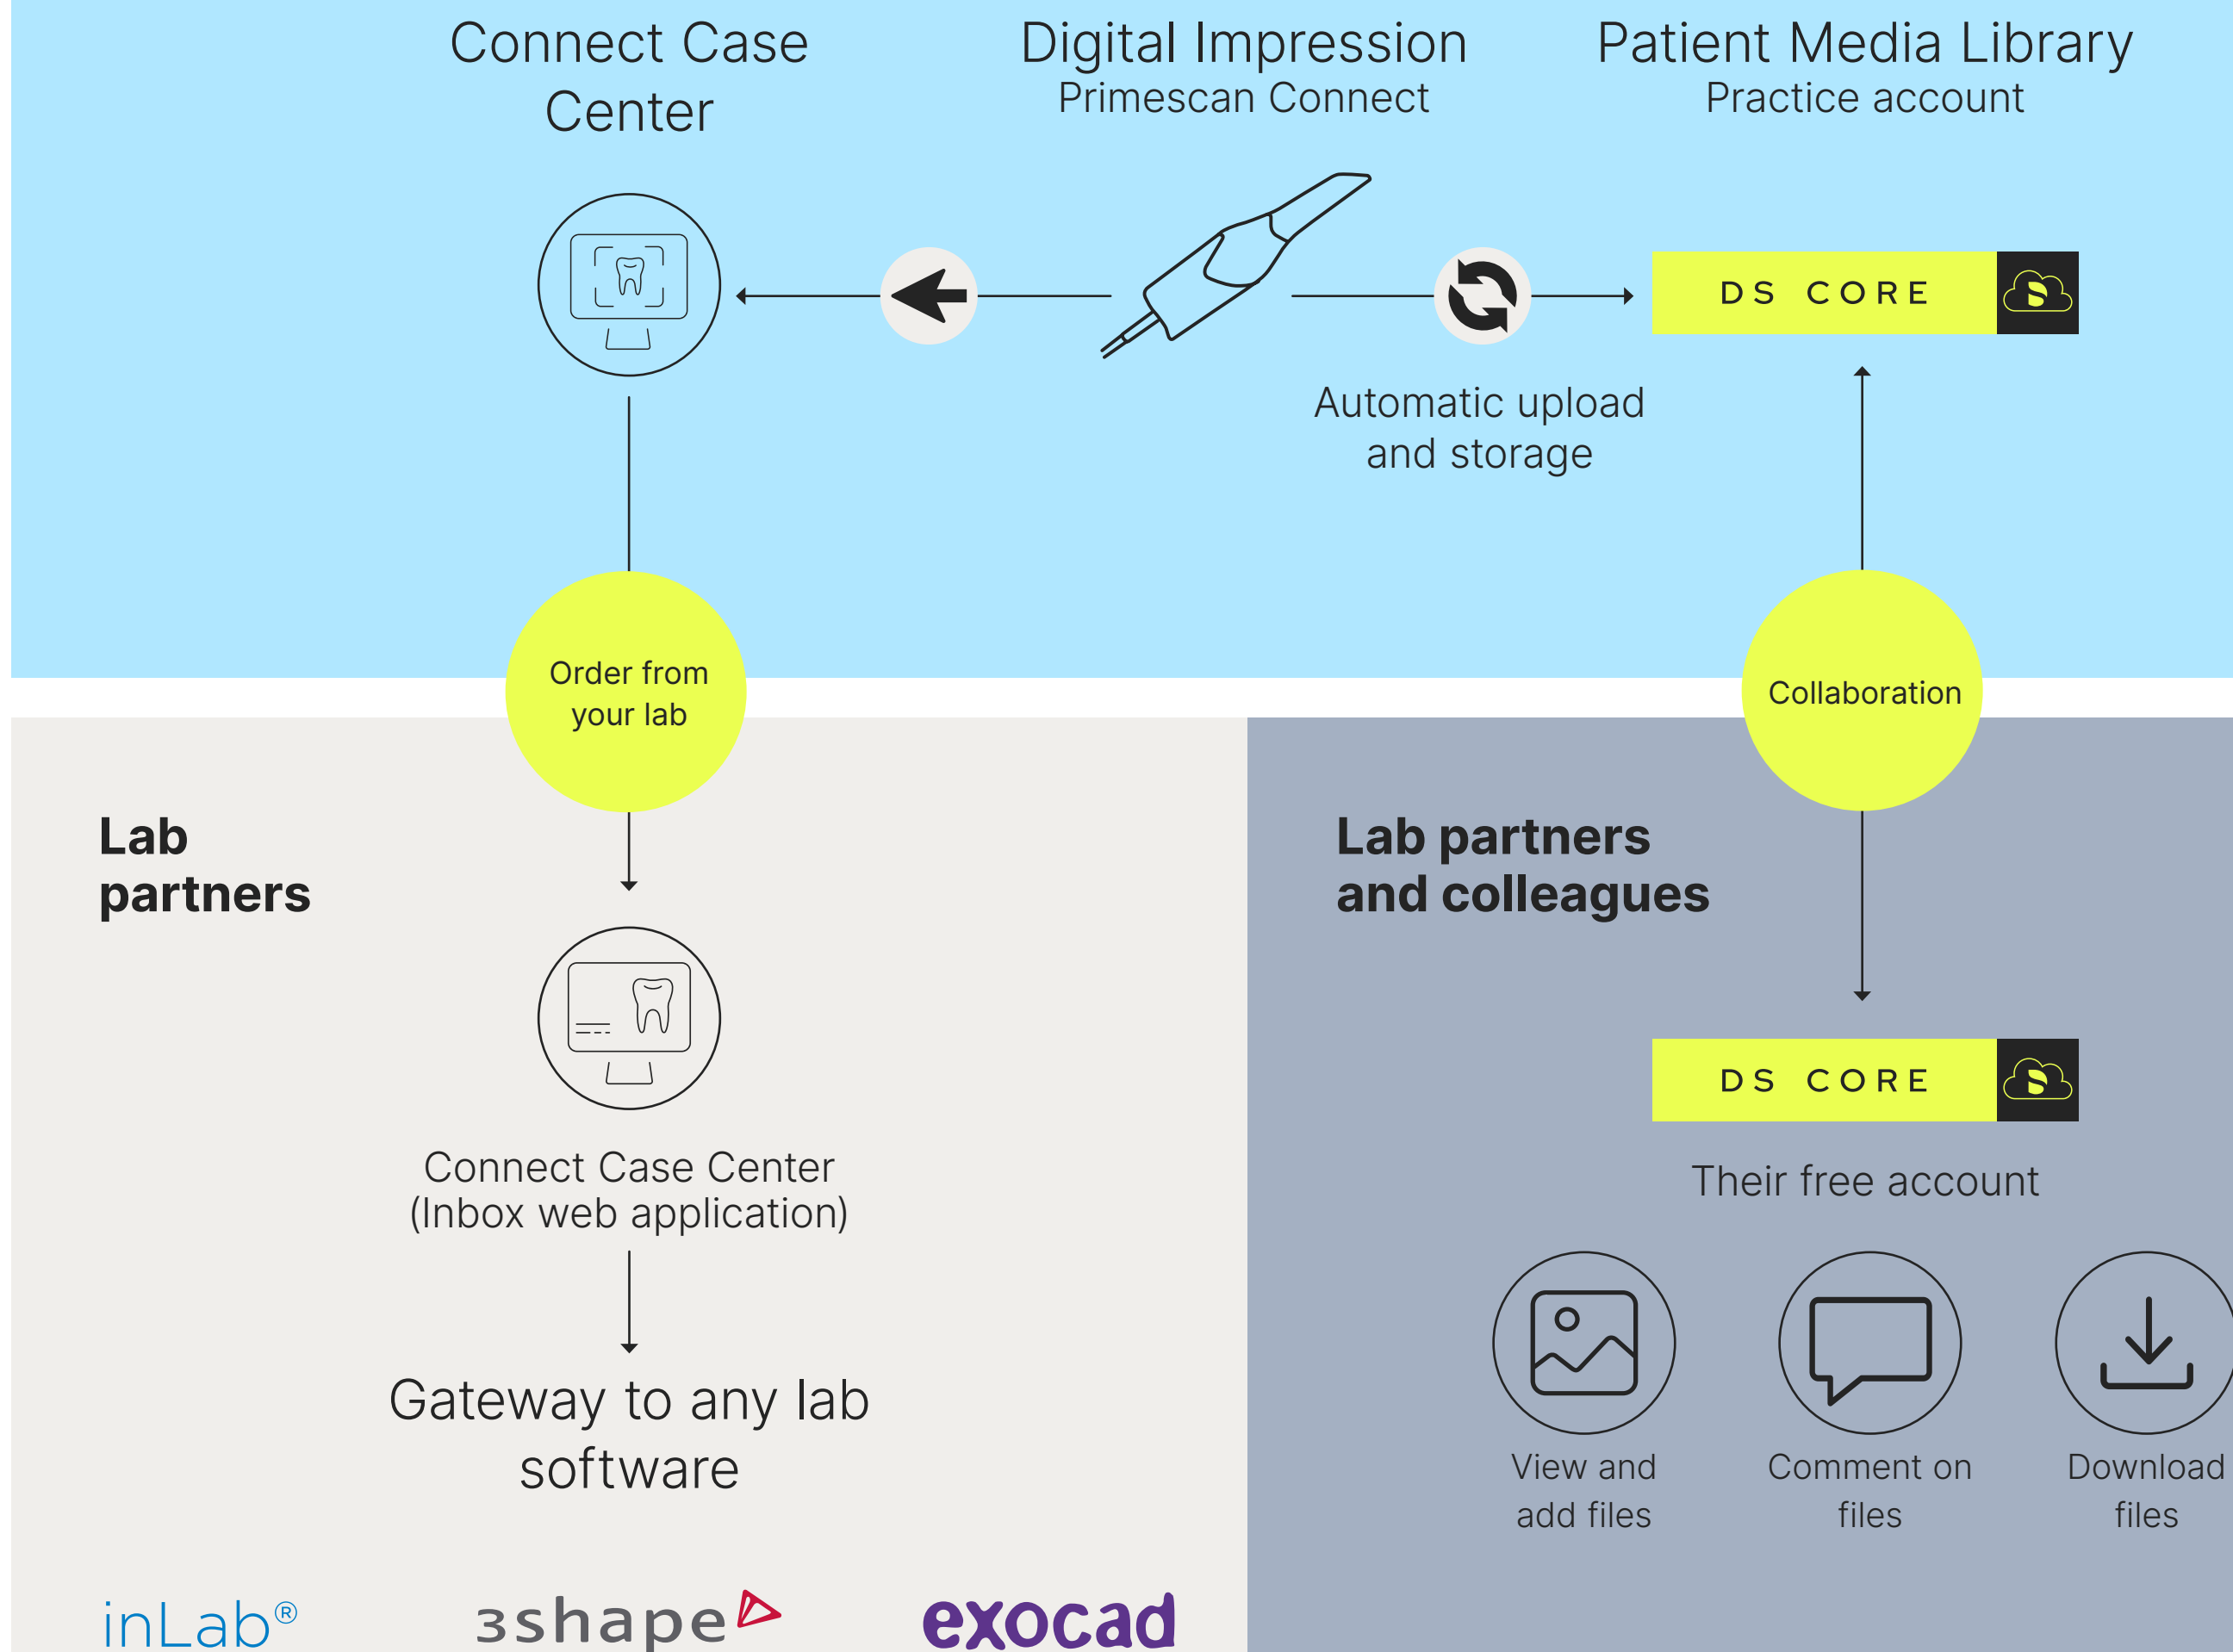 Connect Case
Center
Digital Impression
Primescan Connect
Patient Media Library
Practice account
DS CORE
Automatic upload
and storage
Order from
your lab
Collaboration
Lab
partners
Connect Case Center
(Inbox web application)
Gateway to any lab
software
inLab®
3shape
exocad
Lab partners
and colleagues
DS CORE
Their free account
View and
add files
Comment on
files
Download
files